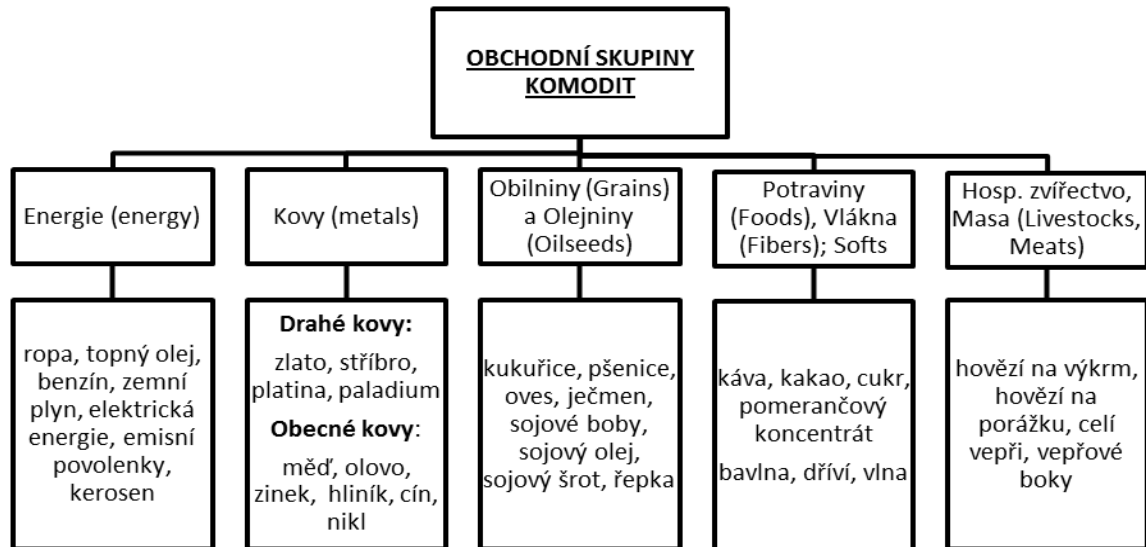 OBCHODNÍ SKUPINY
KOMODIT
Energie (energy)
Kovy (metals)
Obilniny (Grains)
a Olejniny
(Oilseeds)
Potraviny
(Foods), Vlákna
(Fibers); Softs
Hosp. zvířectvo,
Masa (Livestocks,
Meats)
ropa, topný olej,
benzín, zemní
plyn, elektrická
energie, emisní
povolenky,
kerosen
Drahé kovy:
zlato, stříbro,
platina, paladium
Obecné kovy:
měď, olovo,
zinek, hliník, cín,
nikl
kukuřice, pšenice,
oves, ječmen,
sojové boby,
sojový olej,
sojový šrot, řepka
káva, kakao, cukr,
pomerančový
koncentrát
bavlna, dříví, vlna
hovězí na výkrm,
hovězí na
porážku, celí
vepři, vepřové
boky